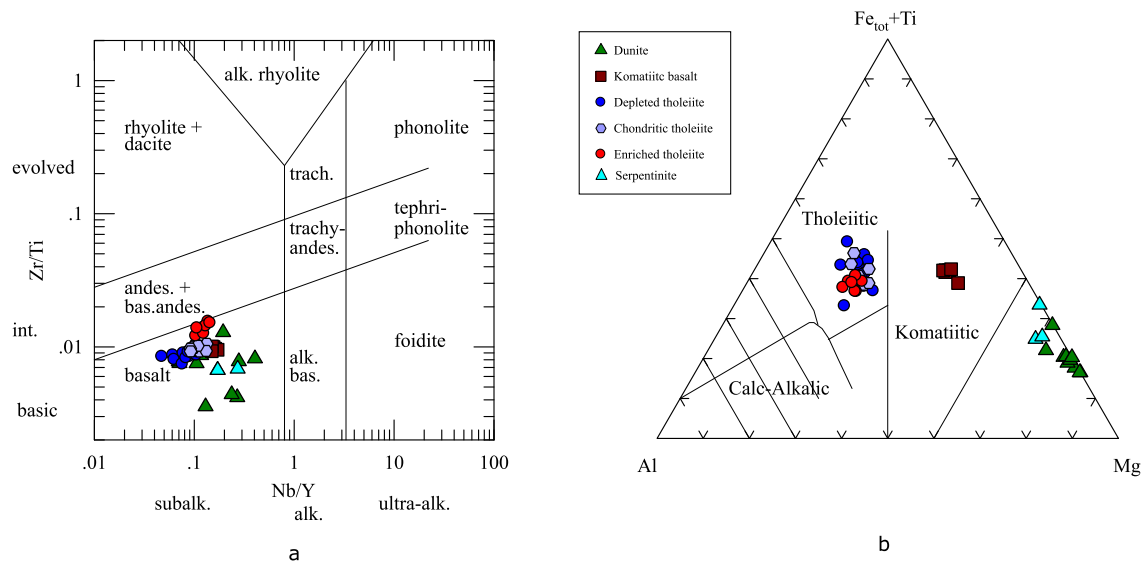 alk. rhyolite
1
rhyolite +
dacite
phonolite
evolved
trach.
tephri-
phonolite
.1
trachy-
andes.
Zr/Ti
andes. +
bas.andes.
int.
.01
foidite
basalt
alk.
bas.
basic
.01
.1
1
10
100
Nb/Y
subalk.
alk.
ultra-alk.
a
Fetot+Ti
Dunite
Komatiitc basalt
Depleted tholeiite
Chondritic tholeiite
Enriched tholeiite
Serpentinite
Tholeiitic
Komatiitic
Calc-Alkalic
Al
Mg
b